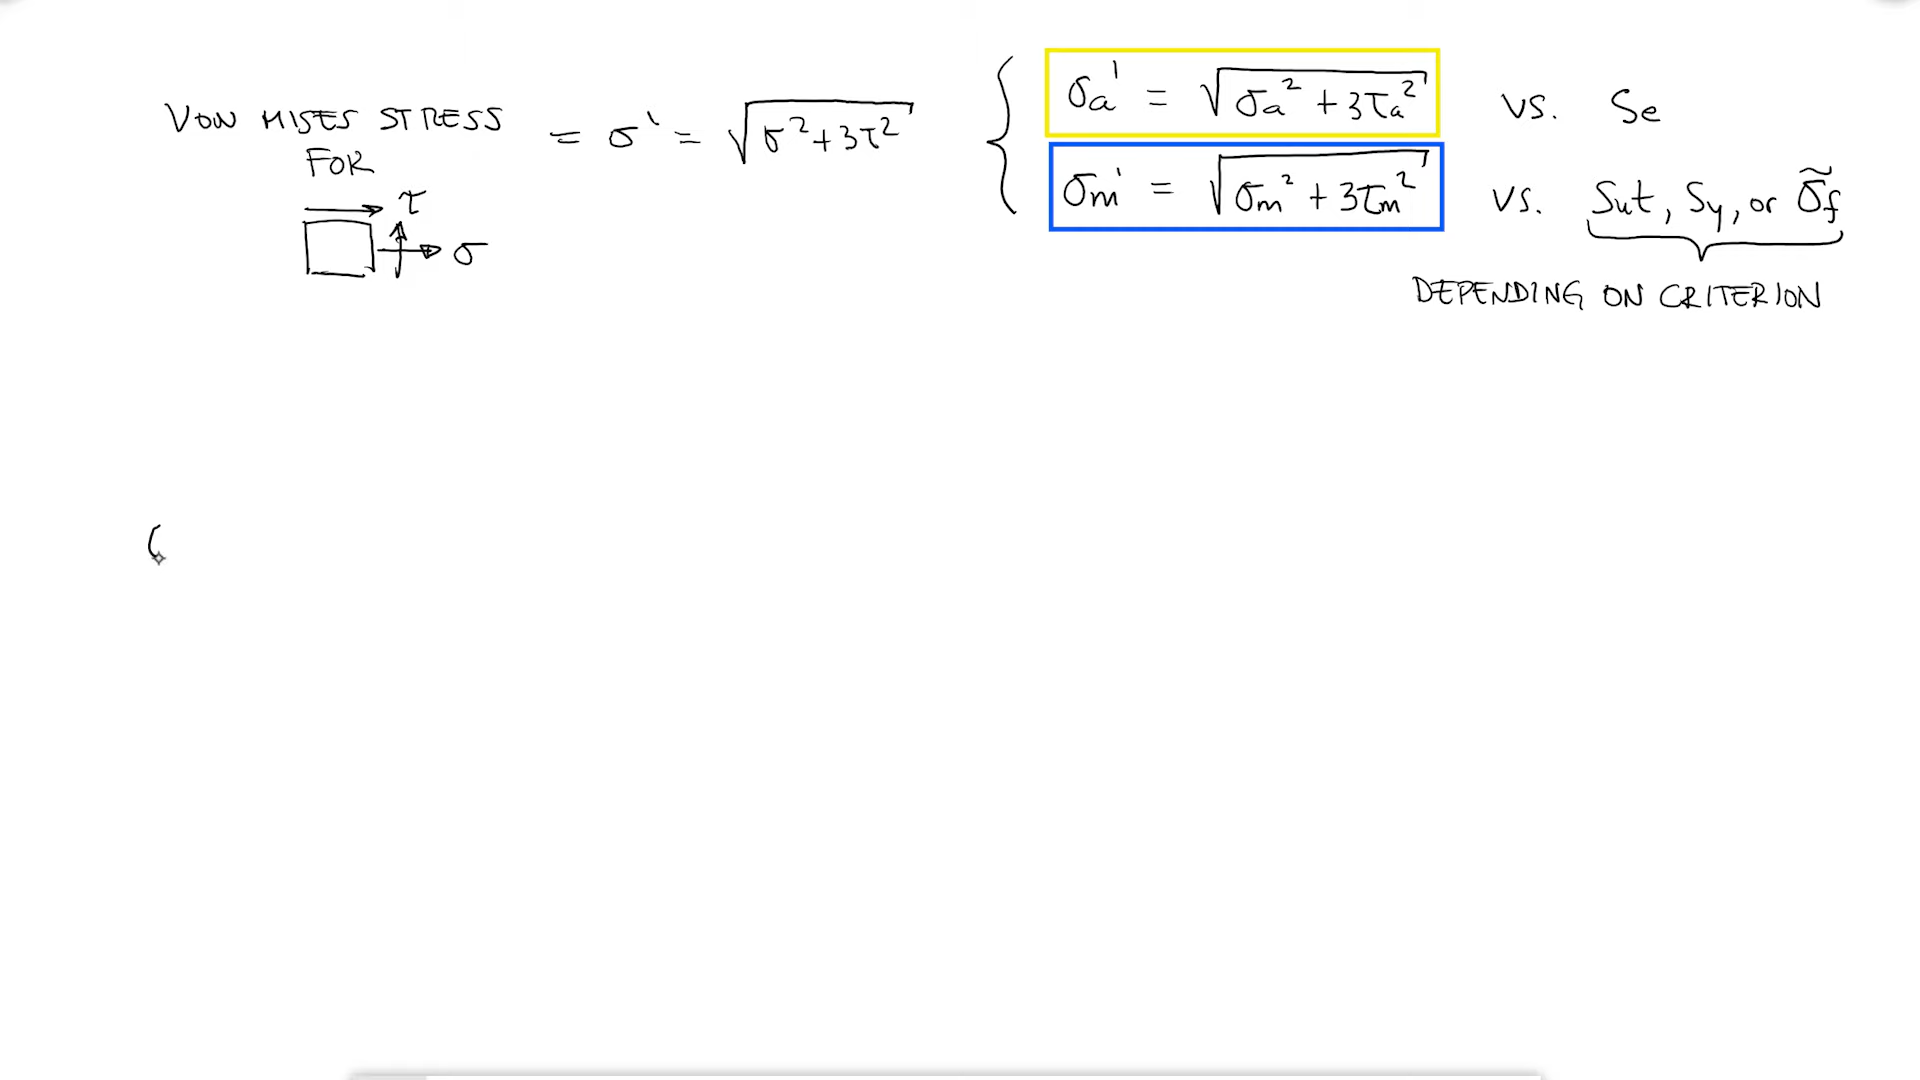 VON MISES STRESS
FOR
= σ' = √(σ²+3τ²)
τ
σ
σa' = √(σa²+3τa²) vs. Se
σm' = √(σm²+3τm²) vs. Sut, Sy, or σ̃f
DEPENDING ON CRITERION
(